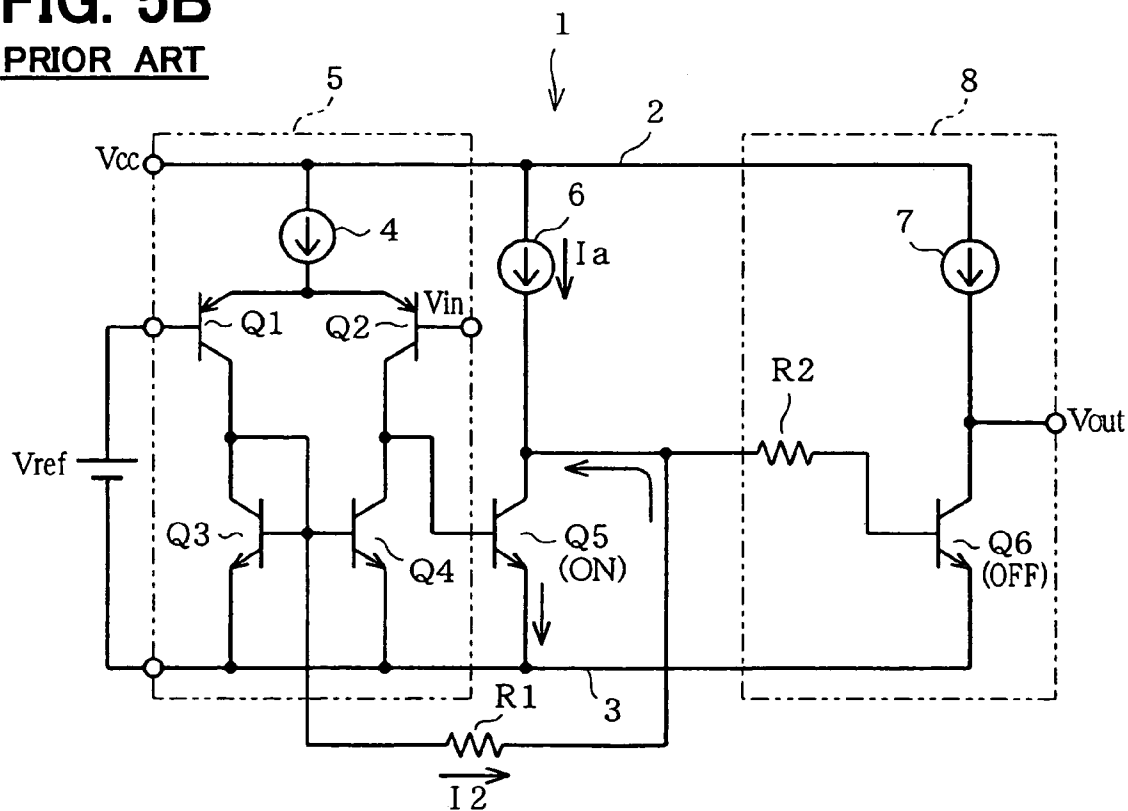 FIG. 5B
PRIOR ART
1
5
2
8
Vcc
4
6
Ia
7
Q1
Q2
Vin
R2
Vout
Vref
Q3
Q4
Q5
(ON)
Q6
(OFF)
R1
3
I2